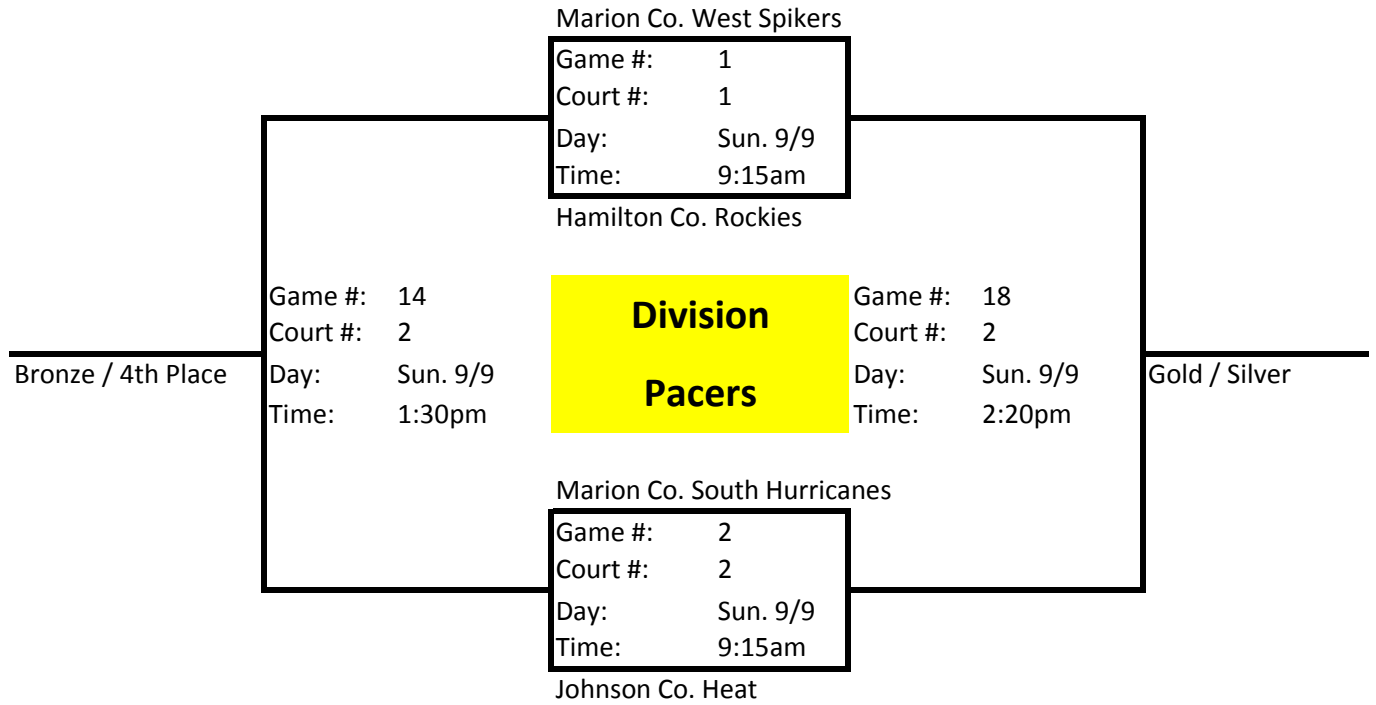 Marion Co. West Spikers
Game #: 1
Court #: 1
Day: Sun. 9/9
Time: 9:15am
Hamilton Co. Rockies
Game #: 14
Court #: 2
Bronze / 4th Place
Day: Sun. 9/9
Time: 1:30pm
Division
Pacers
Game #: 18
Court #: 2
Day: Sun. 9/9
Time: 2:20pm
Gold / Silver
Marion Co. South Hurricanes
Game #: 2
Court #: 2
Day: Sun. 9/9
Time: 9:15am
Johnson Co. Heat